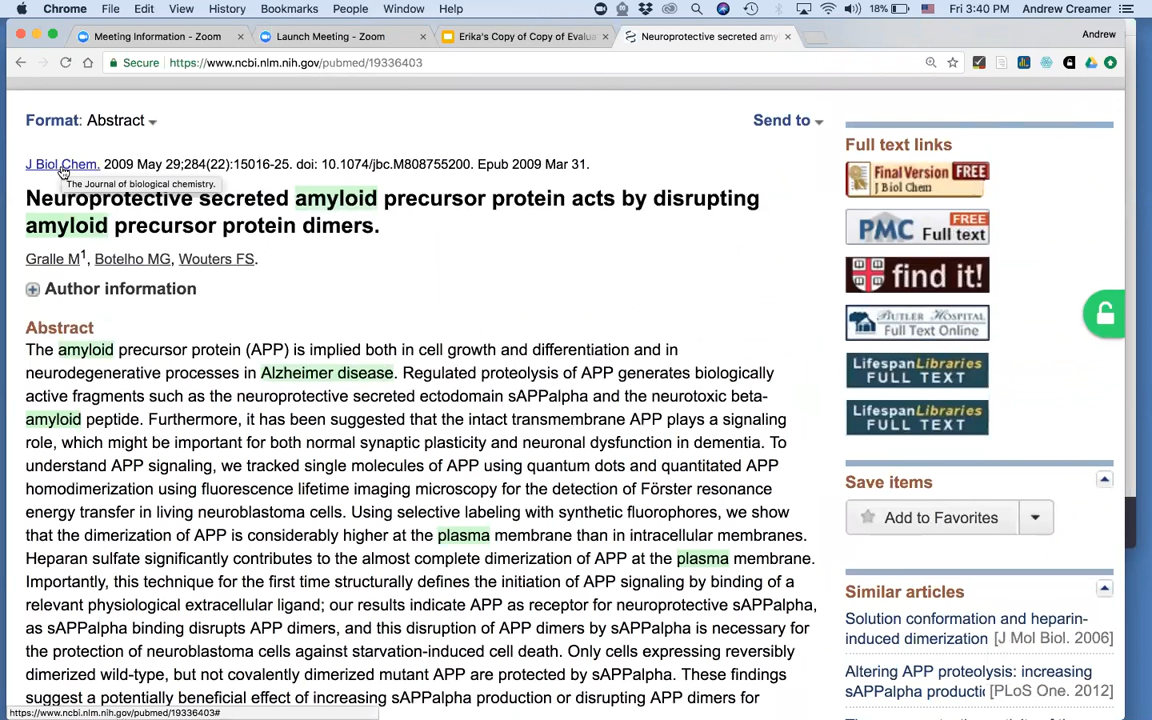 Chrome File Edit View History Bookmarks People Window Help 18% Fri 3:40 PM Andrew Creamer
Meeting Information - Zoom × Launch Meeting - Zoom × Erika's Copy of Copy of Evalua × Neuroprotective secreted amy × Andrew
Secure https://www.ncbi.nlm.nih.gov/pubmed/19336403
Format: Abstract Send to
J Biol Chem. 2009 May 29;284(22):15016-25. doi: 10.1074/jbc.M808755200. Epub 2009 Mar 31.
The Journal of biological chemistry.
Neuroprotective secreted amyloid precursor protein acts by disrupting
amyloid precursor protein dimers.
Gralle M1, Botelho MG, Wouters FS.
Author information
Abstract
The amyloid precursor protein (APP) is implied both in cell growth and differentiation and in
neurodegenerative processes in Alzheimer disease. Regulated proteolysis of APP generates biologically
active fragments such as the neuroprotective secreted ectodomain sAPPalpha and the neurotoxic beta-
amyloid peptide. Furthermore, it has been suggested that the intact transmembrane APP plays a signaling
role, which might be important for both normal synaptic plasticity and neuronal dysfunction in dementia. To
understand APP signaling, we tracked single molecules of APP using quantum dots and quantitated APP
homodimerization using fluorescence lifetime imaging microscopy for the detection of Förster resonance
energy transfer in living neuroblastoma cells. Using selective labeling with synthetic fluorophores, we show
that the dimerization of APP is considerably higher at the plasma membrane than in intracellular membranes.
Heparan sulfate significantly contributes to the almost complete dimerization of APP at the plasma membrane.
Importantly, this technique for the first time structurally defines the initiation of APP signaling by binding of a
relevant physiological extracellular ligand; our results indicate APP as receptor for neuroprotective sAPPalpha,
as sAPPalpha binding disrupts APP dimers, and this disruption of APP dimers by sAPPalpha is necessary for
the protection of neuroblastoma cells against starvation-induced cell death. Only cells expressing reversibly
dimerized wild-type, but not covalently dimerized mutant APP are protected by sAPPalpha. These findings
suggest a potentially beneficial effect of increasing sAPPalpha production or disrupting APP dimers for
https://www.ncbi.nlm.nih.gov/pubmed/19336403#
Full text links
Final Version FREE
J Biol Chem
PMC FREE
Full text
find it!
BUTLER HOSPITAL
Full Text Online
LifespanLibraries
FULL TEXT
LifespanLibraries
FULL TEXT
Save items
Add to Favorites
Similar articles
Solution conformation and heparin-
induced dimerization [J Mol Biol. 2006]
Altering APP proteolysis: increasing
sAPPalpha producti [PLoS One. 2012]